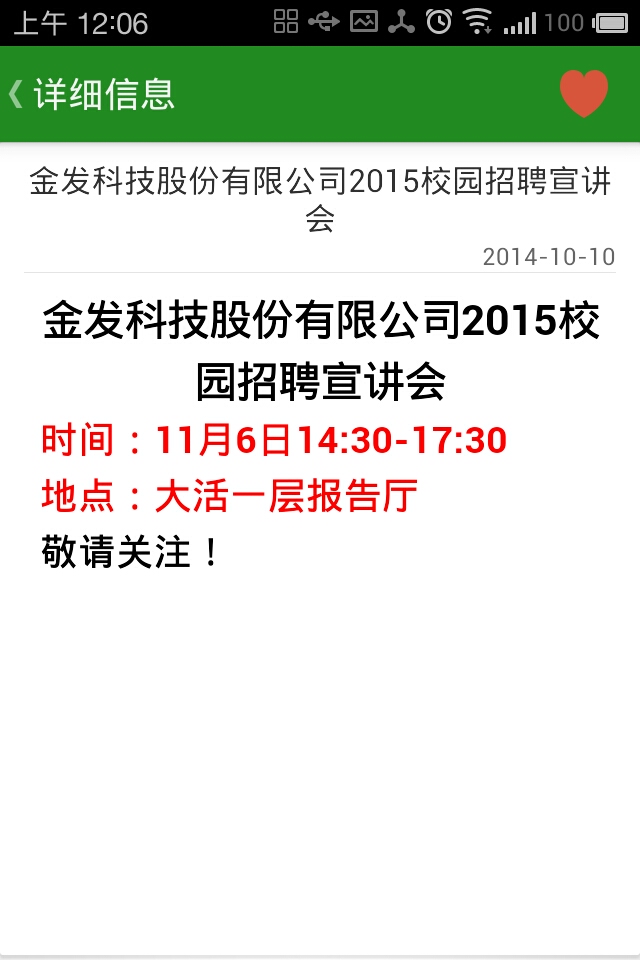 上午 12:06
100
详细信息
金发科技股份有限公司2015校园招聘宣讲
会
2014-10-10
金发科技股份有限公司2015校
园招聘宣讲会
时间：11月6日14:30-17:30
地点：大活一层报告厅
敬请关注！